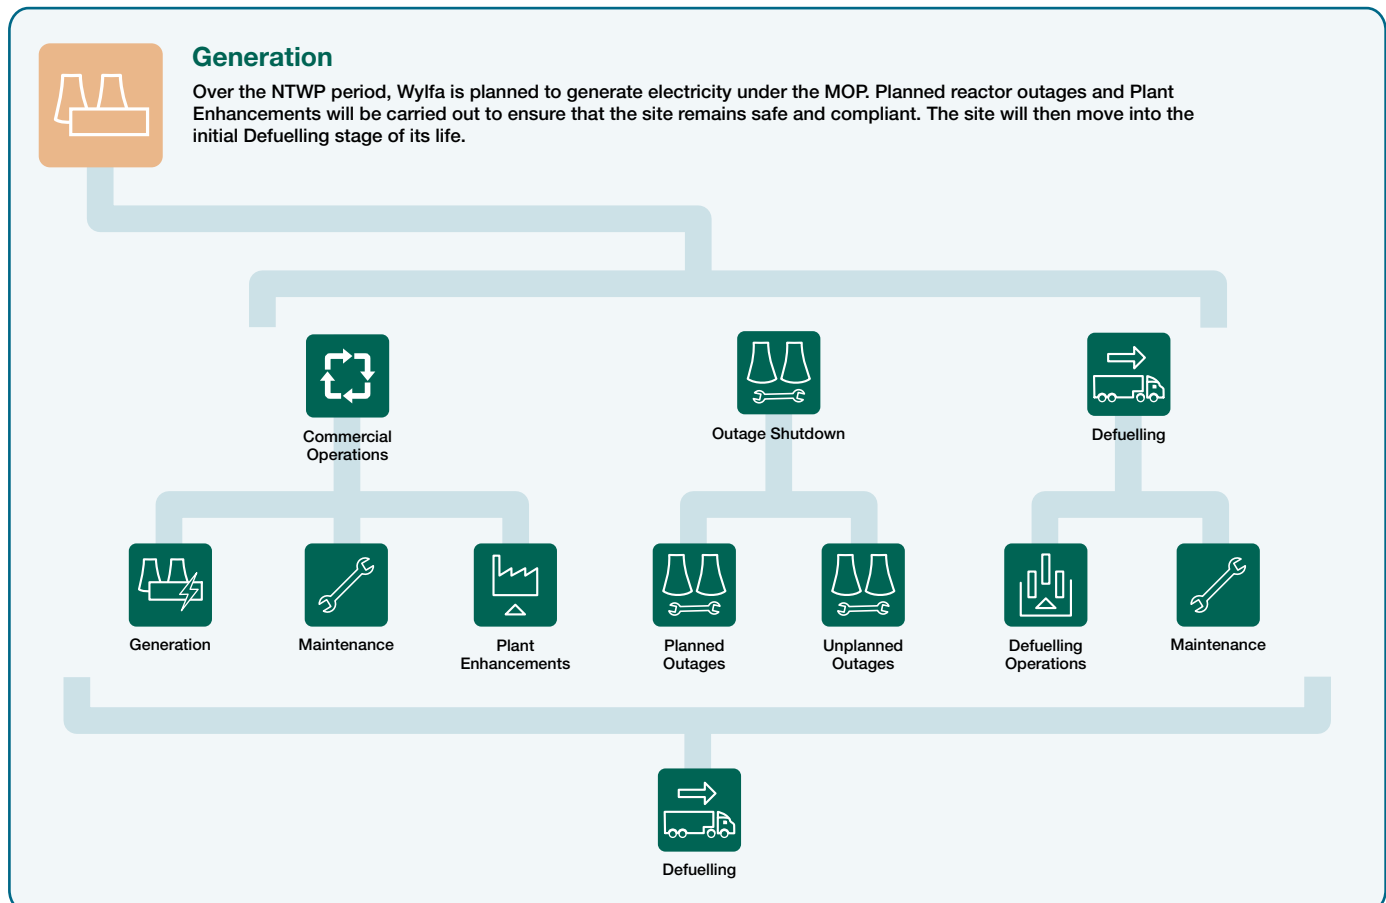 Generation
Over the NTWP period, Wylfa is planned to generate electricity under the MOP. Planned reactor outages and Plant
Enhancements will be carried out to ensure that the site remains safe and compliant. The site will then move into the
initial Defuelling stage of its life.
Commercial
Operations
Outage Shutdown
Defuelling
Generation
Maintenance
Plant
Enhancements
Planned
Outages
Unplanned
Outages
Defuelling
Operations
Maintenance
Defuelling